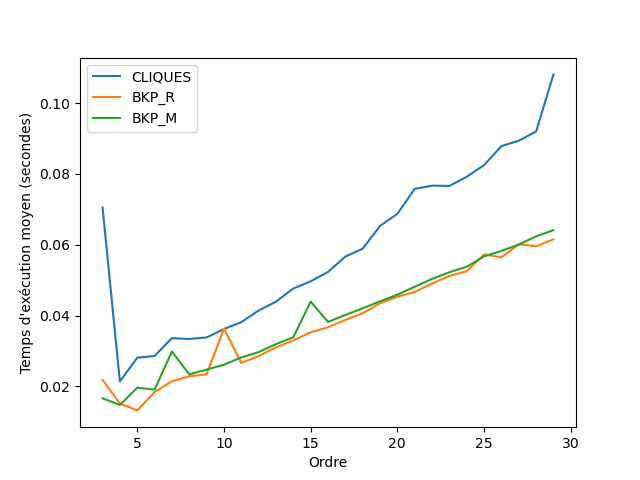 CLIQUES
BKP_R
BKP_M
0.10
0.08
0.06
0.04
0.02
Temps d'exécution moyen (secondes)
5 10 15 20 25 30
Ordre